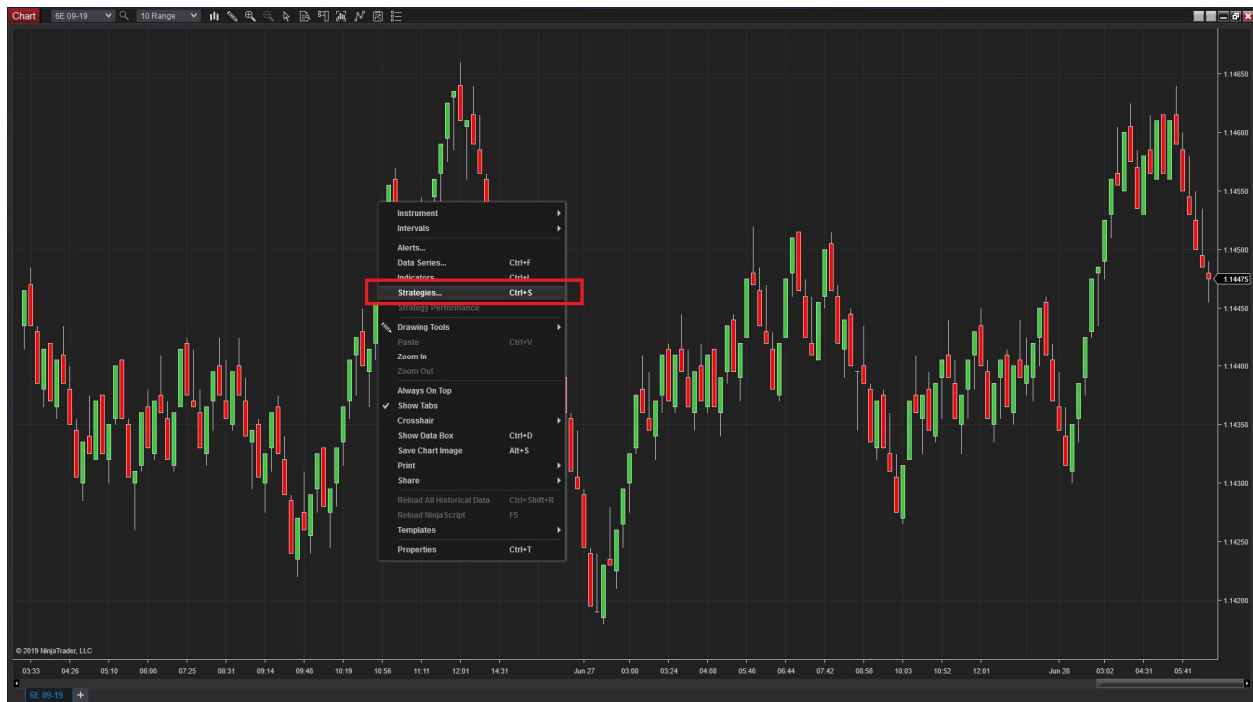 Chart 6E 09-19 10 Range
1.14650
1.14600
1.14550
1.14500
1.14475
1.14450
1.14400
1.14350
1.14300
1.14250
1.14200
Instrument
Intervals
Alerts...
Data Series... Ctrl+F
Indicators... Ctrl+I
Strategies... Ctrl+S
Strategy Performance
Drawing Tools
Paste Ctrl+V
Zoom In
Zoom Out
Always On Top
Show Tabs
Crosshair
Show Data Box Ctrl+D
Save Chart Image Alt+S
Print
Share
Reload All Historical Data Ctrl+Shift+R
Reload NinjaScript F5
Templates
Properties Ctrl+T
© 2019 NinjaTrader, LLC
03:33 04:26 05:10 06:00 07:25 08:31 09:14 09:48 10:19 10:56 11:11 12:01 14:31 Jun 27 03:00 03:24 04:08 05:46 06:44 07:42 08:58 10:03 10:52 12:01 Jun 28 03:02 04:31 05:41
6E 09-19 +